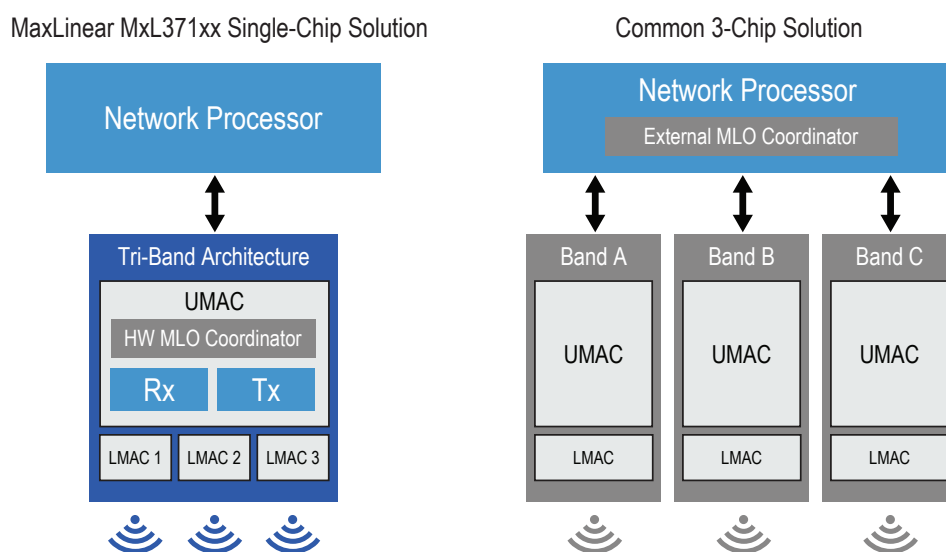 MaxLinear MxL371xx Single-Chip Solution
Network Processor
Tri-Band Architecture
UMAC
HW MLO Coordinator
Rx Tx
LMAC 1 LMAC 2 LMAC 3
Common 3-Chip Solution
Network Processor
External MLO Coordinator
Band A Band B Band C
UMAC UMAC UMAC
LMAC LMAC LMAC